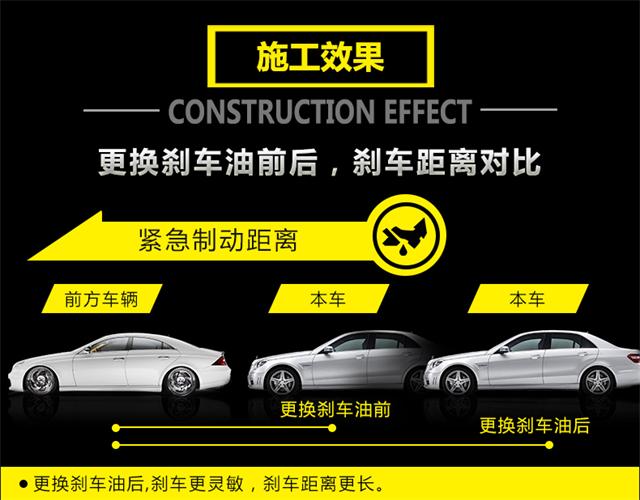 施工效果
CONSTRUCTION EFFECT
更换刹车油前后，刹车距离对比
紧急制动距离
前方车辆 本车 本车
更换刹车油前
更换刹车油后
●更换刹车油后,刹车更灵敏，刹车距离更长。